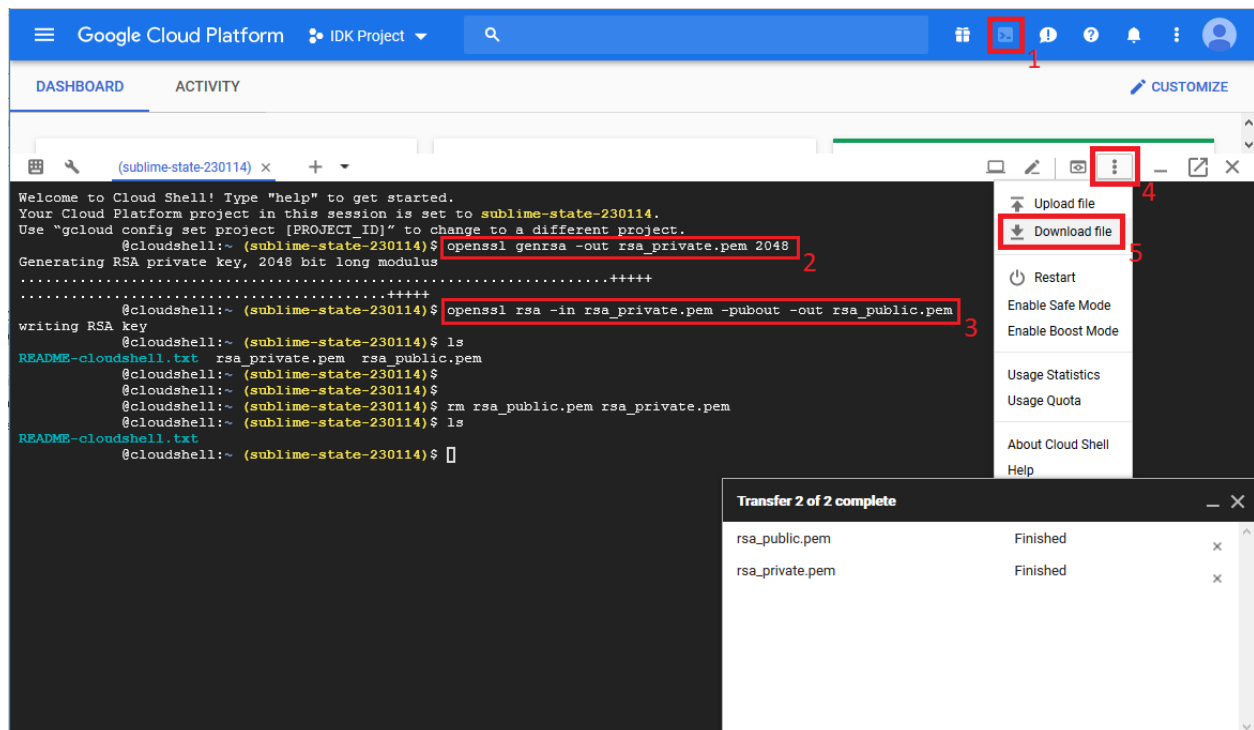 Google Cloud Platform IDK Project
1
DASHBOARD ACTIVITY CUSTOMIZE
(sublime-state-230114) × + 
4
Welcome to Cloud Shell! Type "help" to get started.
Your Cloud Platform project in this session is set to sublime-state-230114.
Use “gcloud config set project [PROJECT_ID]” to change to a different project.
@cloudshell:~ (sublime-state-230114)$ openssl genrsa -out rsa_private.pem 2048
2
Generating RSA private key, 2048 bit long modulus
.........................................................................+++++
.............................................+++++
@cloudshell:~ (sublime-state-230114)$ openssl rsa -in rsa_private.pem -pubout -out rsa_public.pem
3
writing RSA key
@cloudshell:~ (sublime-state-230114)$ ls
README-cloudshell.txt rsa_private.pem rsa_public.pem
@cloudshell:~ (sublime-state-230114)$
@cloudshell:~ (sublime-state-230114)$
@cloudshell:~ (sublime-state-230114)$ rm rsa_public.pem rsa_private.pem
@cloudshell:~ (sublime-state-230114)$ ls
README-cloudshell.txt
@cloudshell:~ (sublime-state-230114)$
Upload file
Download file
5
Restart
Enable Safe Mode
Enable Boost Mode
Usage Statistics
Usage Quota
About Cloud Shell
Help
Transfer 2 of 2 complete
rsa_public.pem Finished
rsa_private.pem Finished